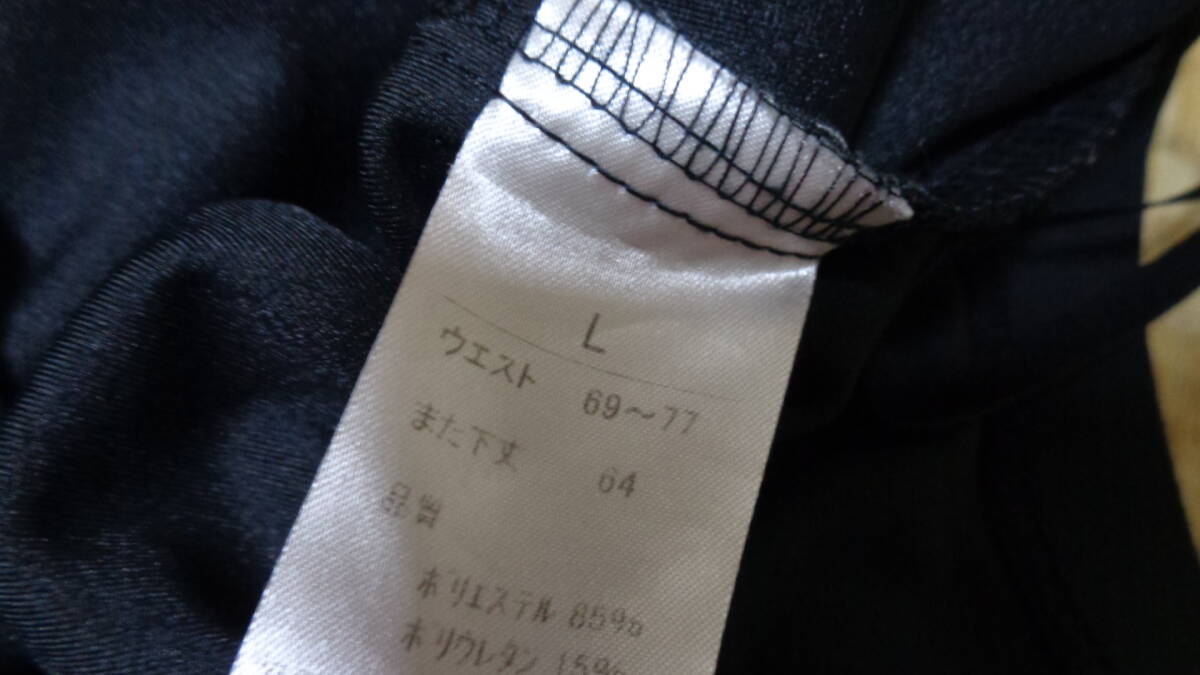 L
ウエスト 69～77
また下丈 64
品質
ポリエステル 85%
ポリウレタン 15%